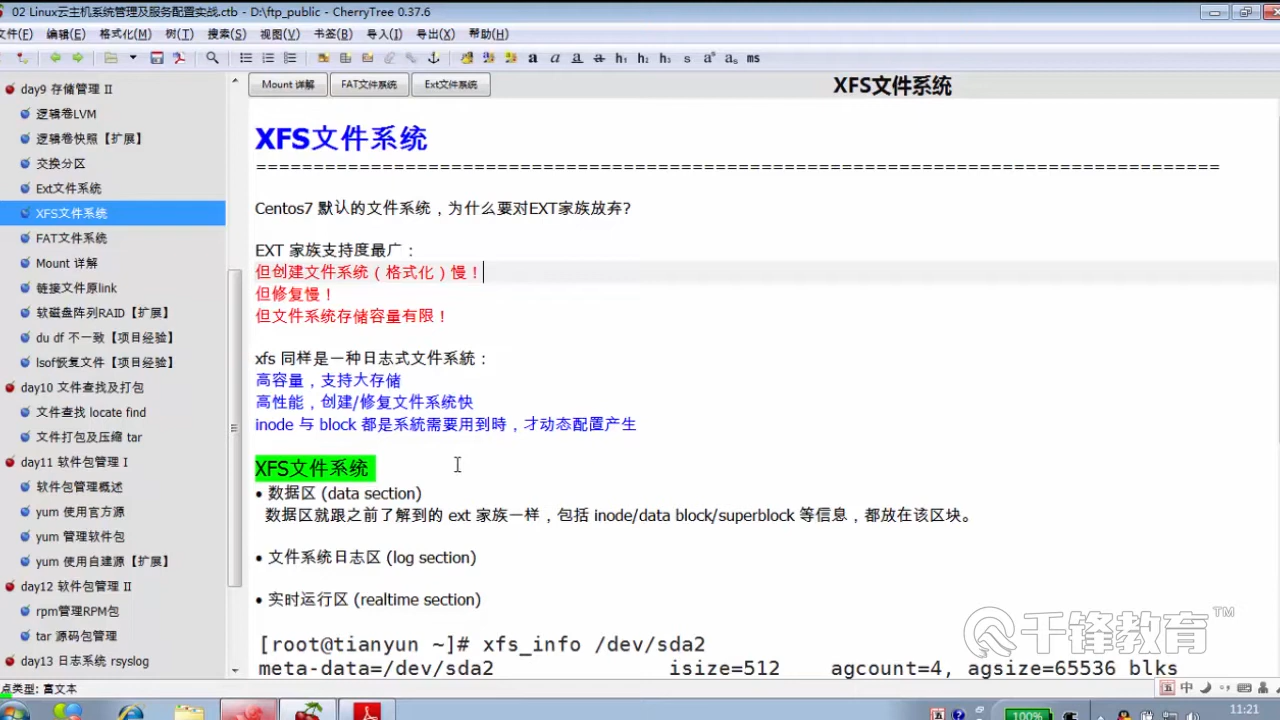 02 Linux云主机系统管理及服务配置实战.ctb - D:\ftp_public - CherryTree 0.37.6
文件(F) 编辑(E) 格式化(M) 树(T) 搜索(S) 视图(V) 书签(B) 导入(I) 导出(X) 帮助(H)
a a a a h₁ h₂ h₃ s aˢ aₛ ms
day9 存储管理 II
逻辑卷LVM
逻辑卷快照【扩展】
交换分区
Ext文件系统
XFS文件系统
FAT文件系统
Mount 详解
链接文件原link
软磁盘阵列RAID【扩展】
du df 不一致【项目经验】
lsof恢复文件【项目经验】
day10 文件查找及打包
文件查找 locate find
文件打包及压缩 tar
day11 软件包管理 I
软件包管理概述
yum 使用官方源
yum 管理软件包
yum 使用自建源【扩展】
day12 软件包管理 II
rpm管理RPM包
tar 源码包管理
day13 日志系统 rsyslog
Mount 详解 FAT文件系统 Ext文件系统 XFS文件系统
XFS文件系统
===================================================================================
Centos7 默认的文件系统，为什么要对EXT家族放弃?
EXT 家族支持度最广：
但创建文件系统（格式化）慢！
但修复慢！
但文件系统存储容量有限！
xfs 同样是一种日志式文件系统：
高容量，支持大存储
高性能，创建/修复文件系统快
inode 与 block 都是系統需要用到時，才动态配置产生
XFS文件系统
• 数据区 (data section)
数据区就跟之前了解到的 ext 家族一样，包括 inode/data block/superblock 等信息，都放在该区块。
• 文件系统日志区 (log section)
• 实时运行区 (realtime section)
[root@tianyun ~]# xfs_info /dev/sda2
meta-data=/dev/sda2 isize=512 agcount=4, agsize=65536 blks
千锋教育™
点类型: 富文本
五 中
100%
11:21